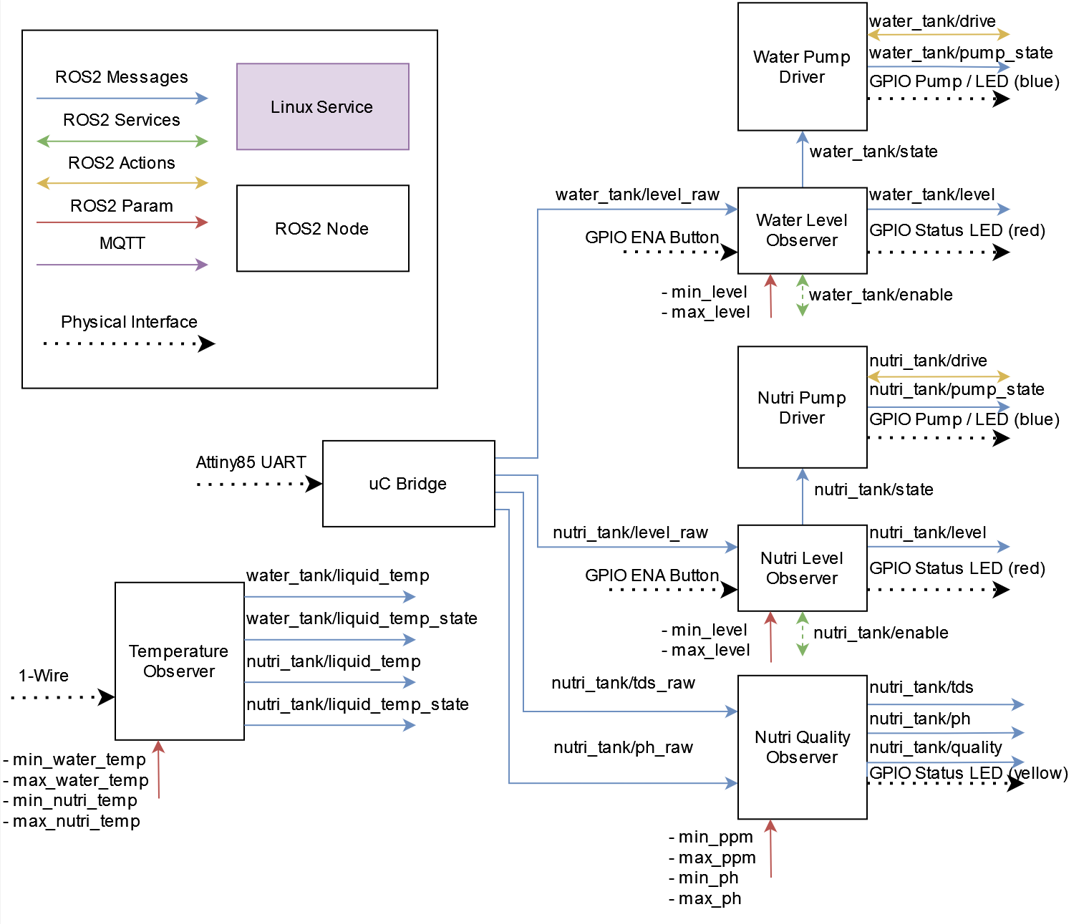 ROS2 Messages
ROS2 Services
ROS2 Actions
ROS2 Param
MQTT
Physical Interface
Linux Service
ROS2 Node
Water Pump
Driver
water_tank/drive
water_tank/pump_state
GPIO Pump / LED (blue)
water_tank/state
water_tank/level_raw
GPIO ENA Button
Water Level
Observer
water_tank/level
GPIO Status LED (red)
- min_level
- max_level
water_tank/enable
Nutri Pump
Driver
nutri_tank/drive
nutri_tank/pump_state
GPIO Pump / LED (blue)
nutri_tank/state
Attiny85 UART
uC Bridge
nutri_tank/level_raw
GPIO ENA Button
Nutri Level
Observer
nutri_tank/level
GPIO Status LED (red)
- min_level
- max_level
nutri_tank/enable
1-Wire
Temperature
Observer
water_tank/liquid_temp
water_tank/liquid_temp_state
nutri_tank/liquid_temp
nutri_tank/liquid_temp_state
- min_water_temp
- max_water_temp
- min_nutri_temp
- max_nutri_temp
nutri_tank/tds_raw
nutri_tank/ph_raw
Nutri Quality
Observer
nutri_tank/tds
nutri_tank/ph
nutri_tank/quality
GPIO Status LED (yellow)
- min_ppm
- max_ppm
- min_ph
- max_ph